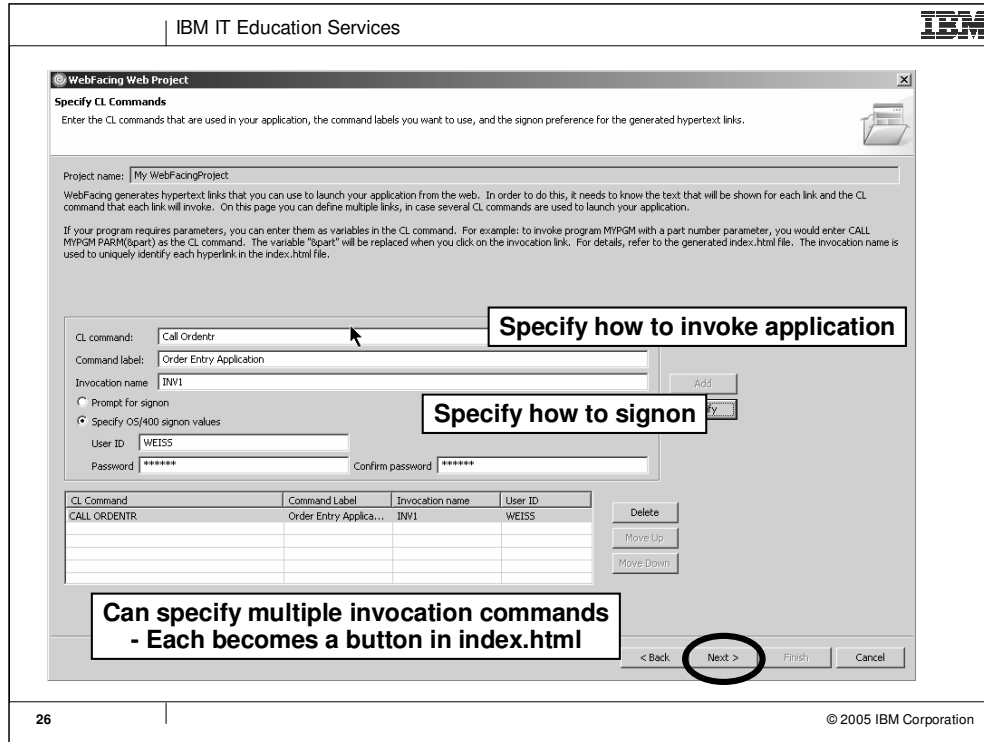 IBM IT Education Services
IBM
WebFacing Web Project
Specify CL Commands
Enter the CL commands that are used in your application, the command labels you want to use, and the signon preference for the generated hypertext links.
Project name: My WebFacingProject
WebFacing generates hypertext links that you can use to launch your application from the web. In order to do this, it needs to know the text that will be shown for each link and the CL
command that each link will invoke. On this page you can define multiple links, in case several CL commands are used to launch your application.
If your program requires parameters, you can enter them as variables in the CL command. For example: to invoke program MYPGM with a part number parameter, you would enter CALL
MYPGM PARM(&part) as the CL command. The variable "&part" will be replaced when you click on the invocation link. For details, refer to the generated index.html file. The invocation name is
used to uniquely identify each hyperlink in the index.html file.
CL command: Call Ordentr
Specify how to invoke application
Command label: Order Entry Application
Invocation name INV1
Add
Prompt for signon
Specify how to signon
fy
Specify OS/400 signon values
User ID WEISS
Password ****** Confirm password ******
CL Command Command Label Invocation name User ID
CALL ORDENTR Order Entry Applica... INV1 WEISS
Delete
Move Up
Move Down
Can specify multiple invocation commands
- Each becomes a button in index.html
< Back Next > Finish Cancel
26 © 2005 IBM Corporation